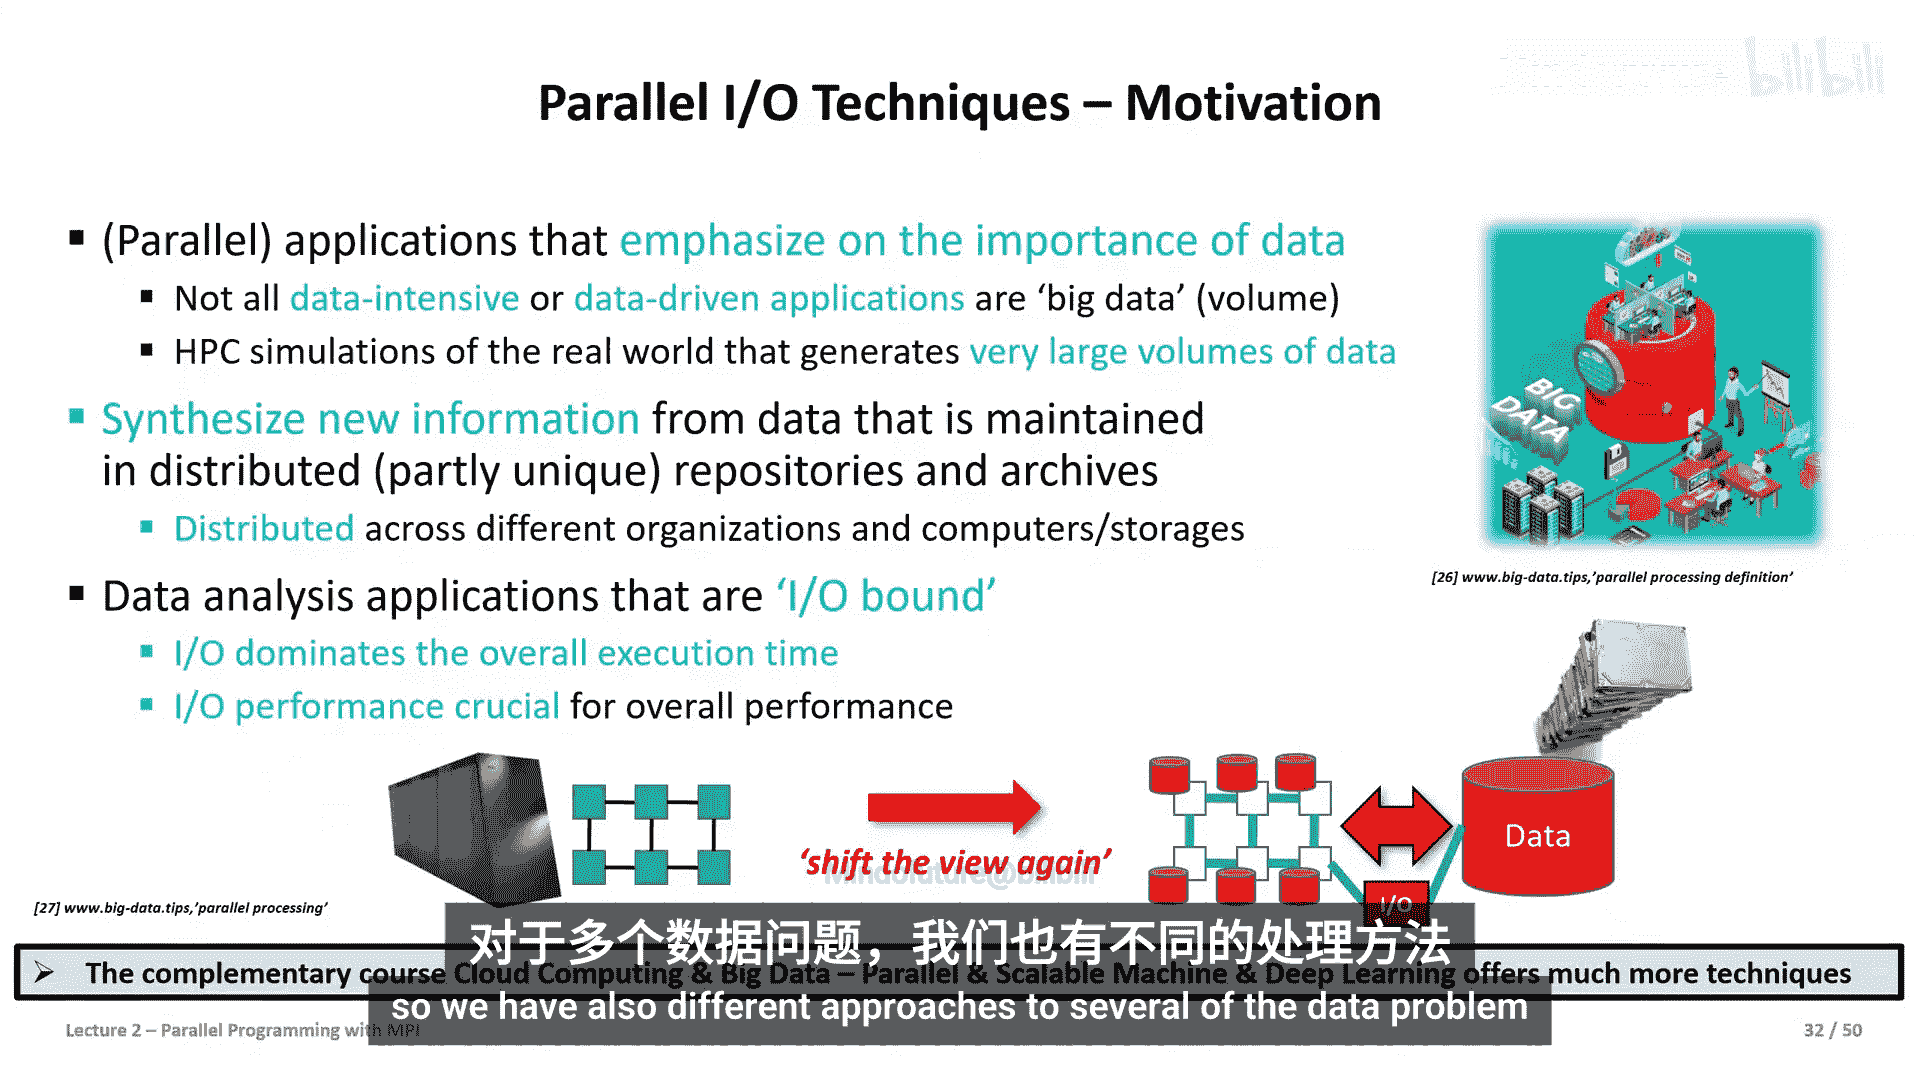 bilibili
Parallel I/O Techniques – Motivation
▪ (Parallel) applications that emphasize on the importance of data
▪ Not all data-intensive or data-driven applications are ‘big data’ (volume)
▪ HPC simulations of the real world that generates very large volumes of data
▪ Synthesize new information from data that is maintained
in distributed (partly unique) repositories and archives
▪ Distributed across different organizations and computers/storages
BIG
DATA
[26] www.big-data.tips,’parallel processing definition’
▪ Data analysis applications that are ‘I/O bound’
▪ I/O dominates the overall execution time
▪ I/O performance crucial for overall performance
Data
‘shift the view again’
I/O
[27] www.big-data.tips,’parallel processing’
对于多个数据问题，我们也有不同的处理方法
➢ The complementary course Cloud Computing & Big Data – Parallel & Scalable Machine & Deep Learning offers much more techniques
so we have also different approaches to several of the data problem
Lecture 2 – Parallel Programming with MPI
32 / 50